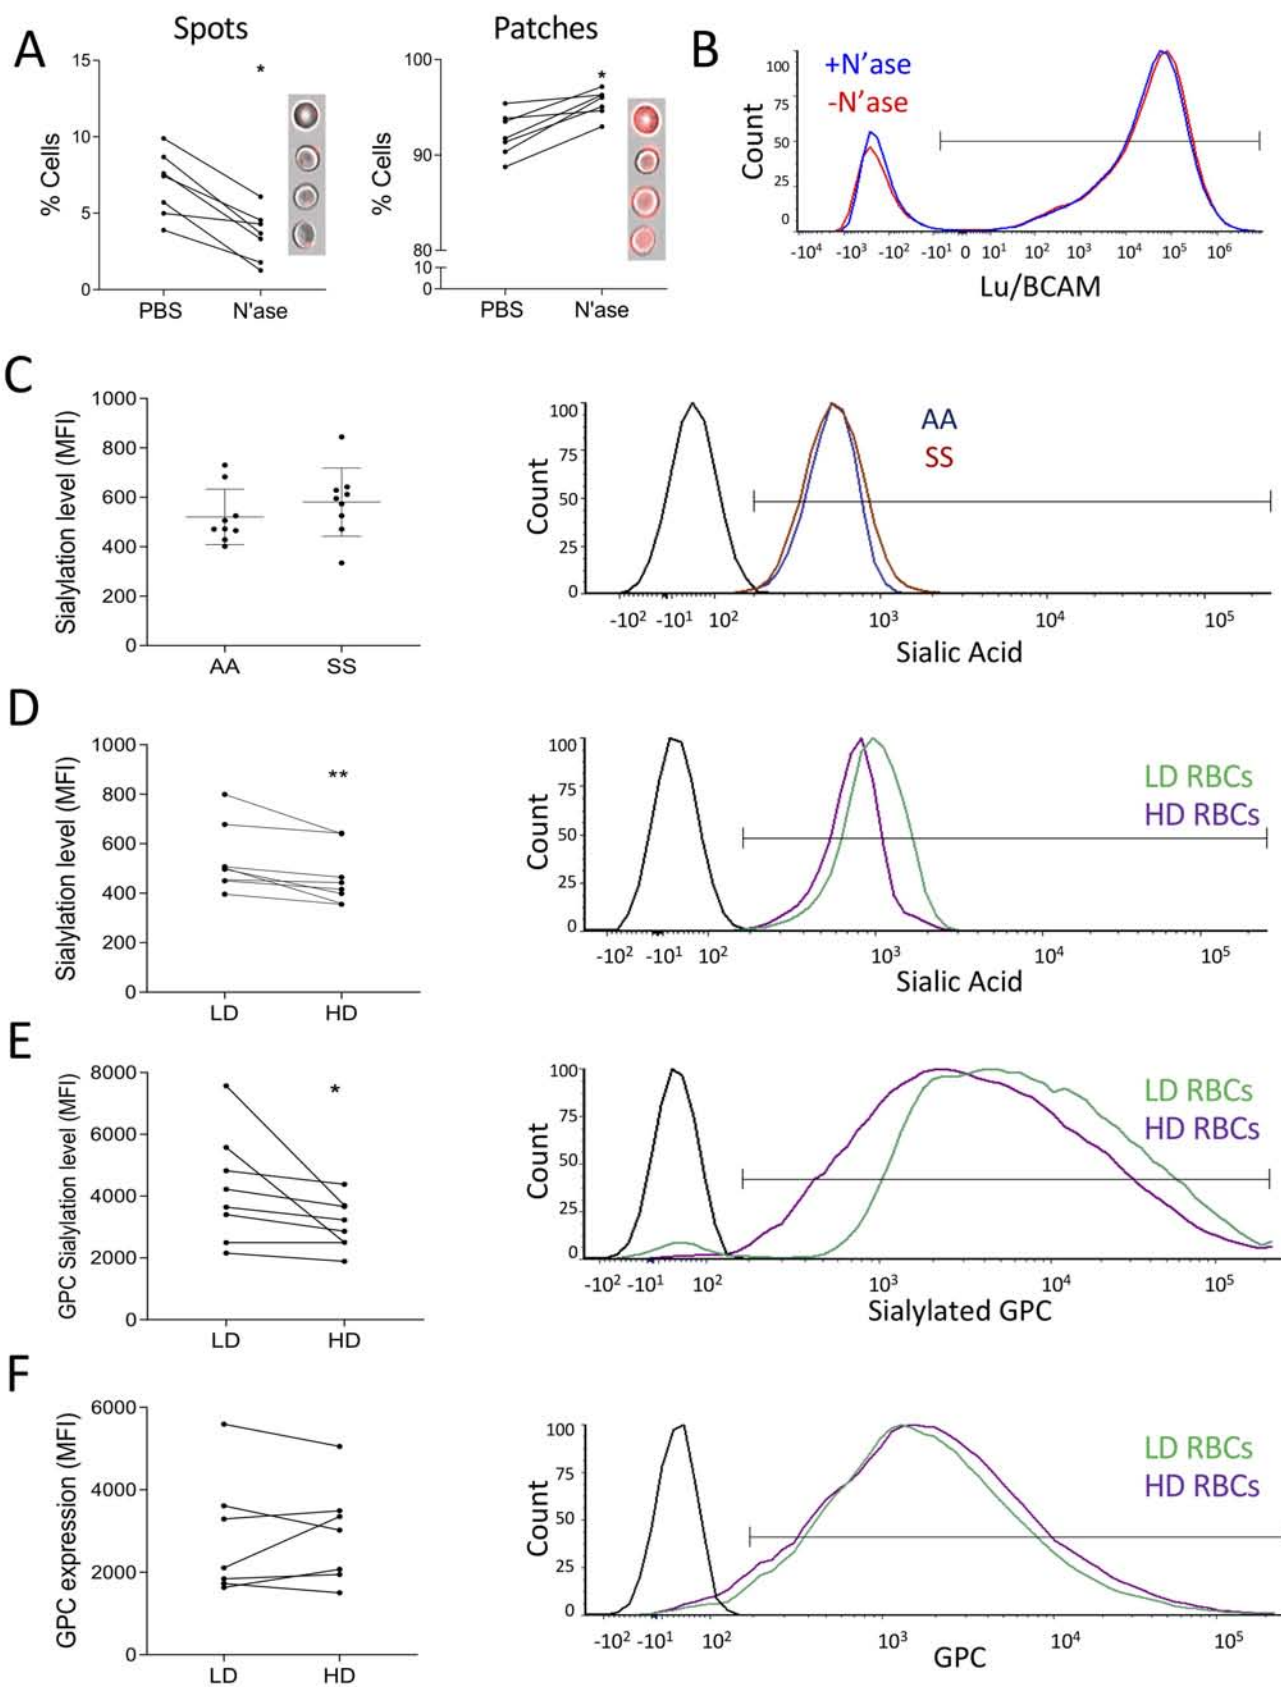 A
Spots
*
% Cells
15
10
5
0
PBS N'ase
Patches
*
% Cells
100
90
80
10
0
PBS N'ase
B
+N'ase
-N'ase
Count
100
75
50
25
0
-10⁴ -10³ -10² -10¹ 0 10¹ 10² 10³ 10⁴ 10⁵ 10⁶
Lu/BCAM
C
Sialylation level (MFI)
1000
800
600
400
200
0
AA SS
AA
SS
Count
100
75
50
25
0
-10² -10¹ 10² 10³ 10⁴ 10⁵
Sialic Acid
D
Sialylation level (MFI)
1000
800
600
400
200
0
**
LD HD
LD RBCs
HD RBCs
Count
100
75
50
25
0
-10² -10¹ 10² 10³ 10⁴ 10⁵
Sialic Acid
E
GPC Sialylation level (MFI)
8000
6000
4000
2000
0
*
LD HD
LD RBCs
HD RBCs
Count
100
75
50
25
0
-10² -10¹ 10² 10³ 10⁴ 10⁵
Sialylated GPC
F
GPC expression (MFI)
6000
4000
2000
0
LD HD
LD RBCs
HD RBCs
Count
100
75
50
25
0
-10² -10¹ 10² 10³ 10⁴ 10⁵
GPC